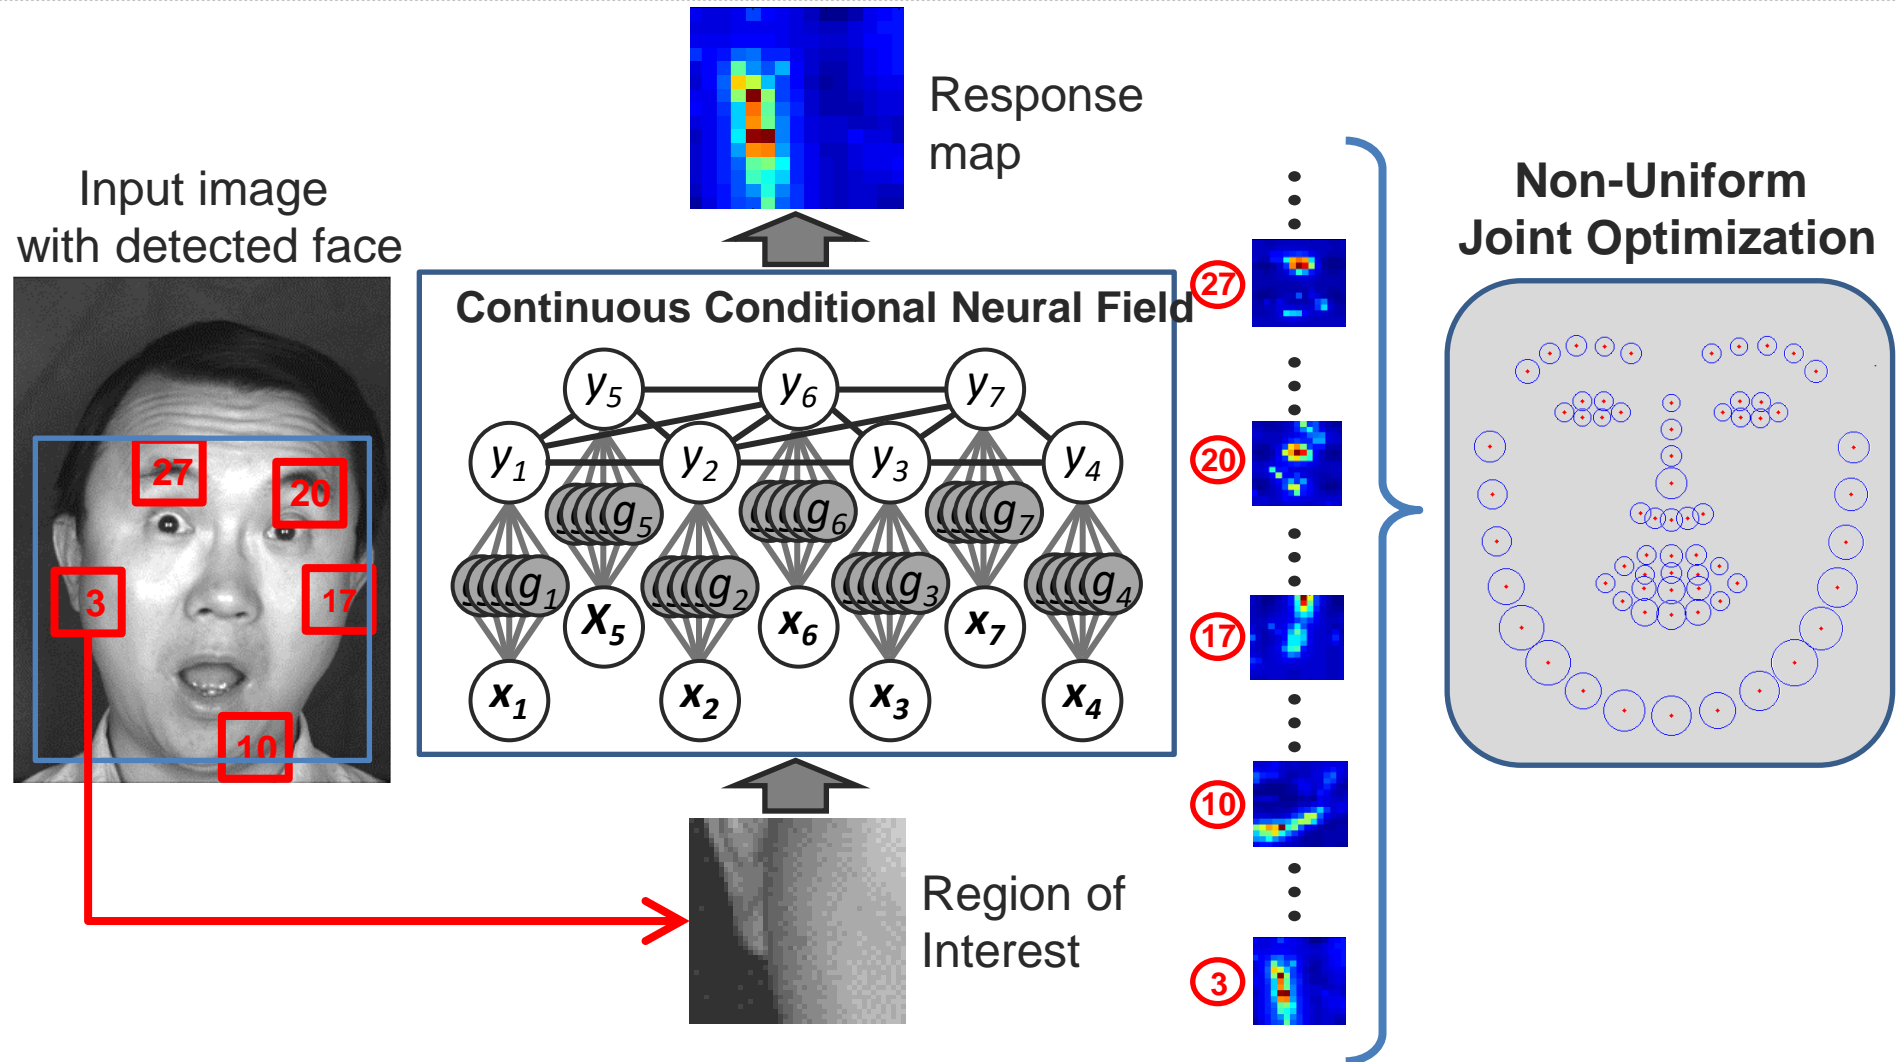 Response
map
Input image
with detected face
Non-Uniform
Joint Optimization
Continuous Conditional Neural Field
27
20
3
17
10
y5 y6 y7
y1 y2 y3 y4
g5 g6 g7
g1 g2 g3 g4
X5 x6 x7
x1 x2 x3 x4
27
20
17
10
3
Region of
Interest